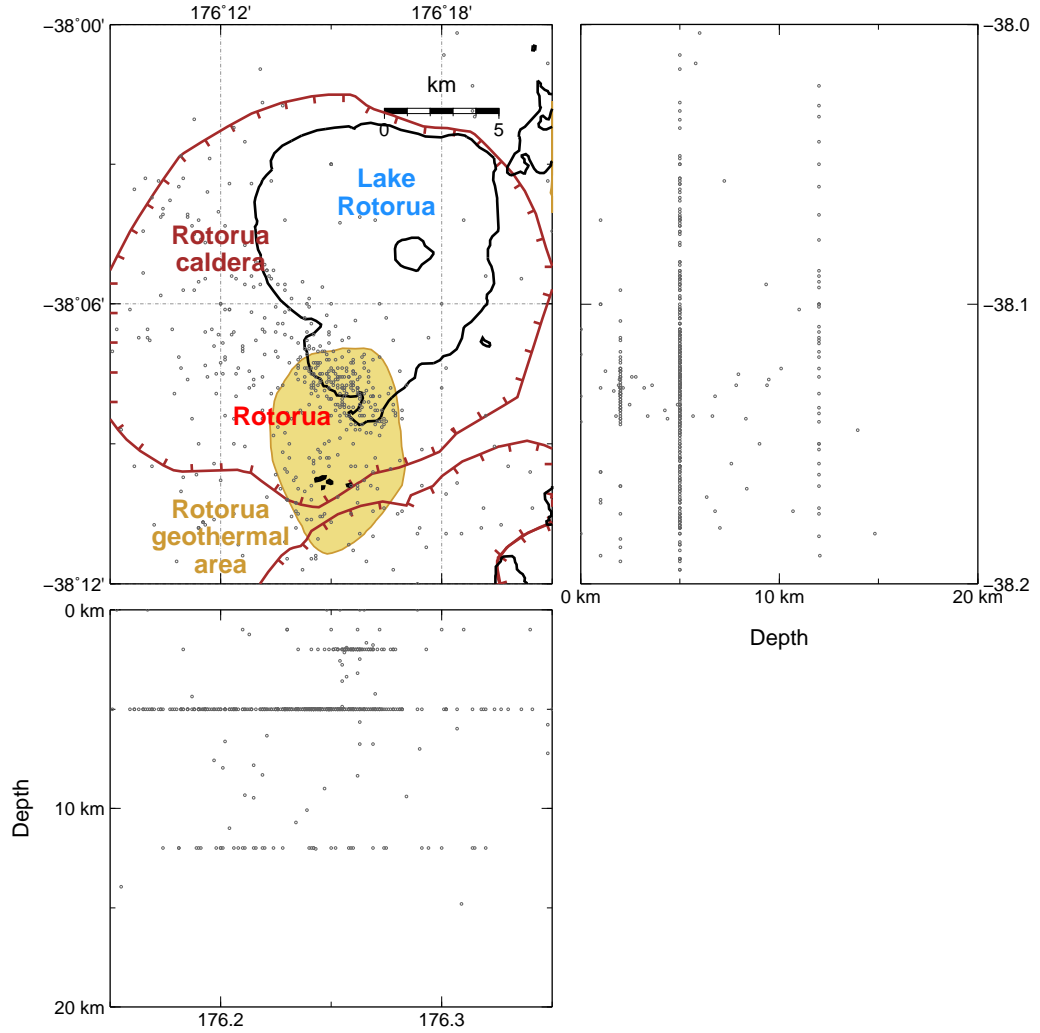 176°12'
176°18'
−38°00'
−38.0
km
0
5
Lake
Rotorua
Rotorua
caldera
−38°06'
−38.1
Rotorua
Rotorua
geothermal
area
−38°12'
−38.2
0 km
10 km
20 km
Depth
0 km
10 km
20 km
Depth
176.2
176.3